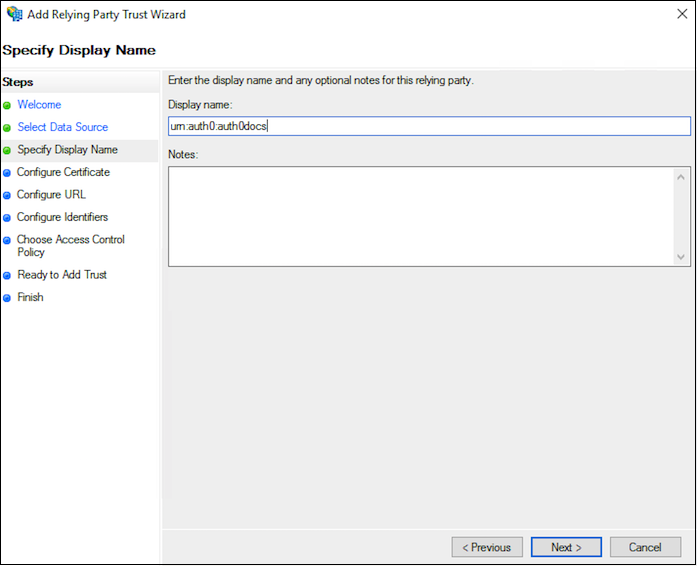 Add Relying Party Trust Wizard
Specify Display Name
Steps
Welcome
Select Data Source
Specify Display Name
Configure Certificate
Configure URL
Configure Identifiers
Choose Access Control
Policy
Ready to Add Trust
Finish
Enter the display name and any optional notes for this relying party.
Display name:
urn:auth0:auth0docs
Notes:
< Previous
Next >
Cancel